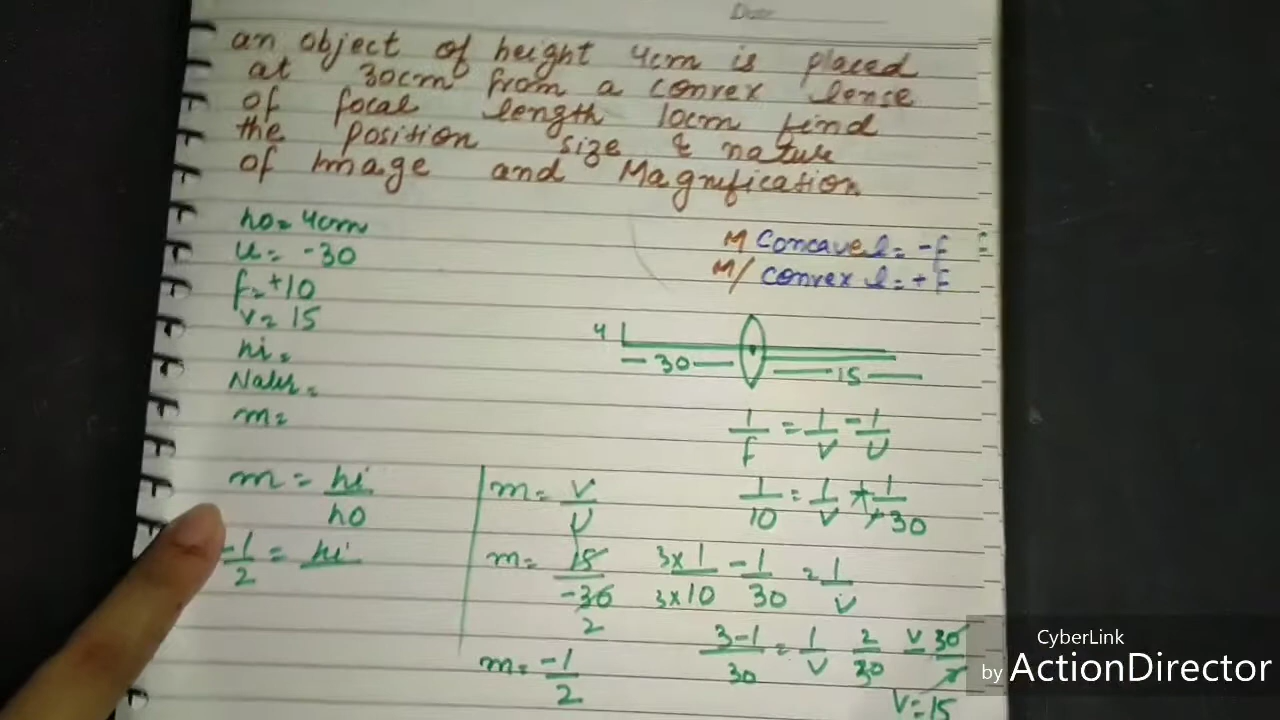 Date
an object of height 4cm is placed
at 30cm from a convex lense
of focal length 10cm find
the position size & nature
of Image and Magnification
ho = 4cm
u = -30
f = +10
v = 15
hi =
m =
M Concave l = -f
M/ Convex l = + F
4
— 30 —
— 15 —
1/f = 1/v - 1/u
m = hi/ho
m = v/u
1/10 = 1/v + 1/+30
-1/2 = hi
m = 15/-30
2
3x1/3x10 - 1/30 = 1/v
m = -1/2
3-1/30 = 1/v 2/30 v 30/2
V = 15
CyberLink
by ActionDirector